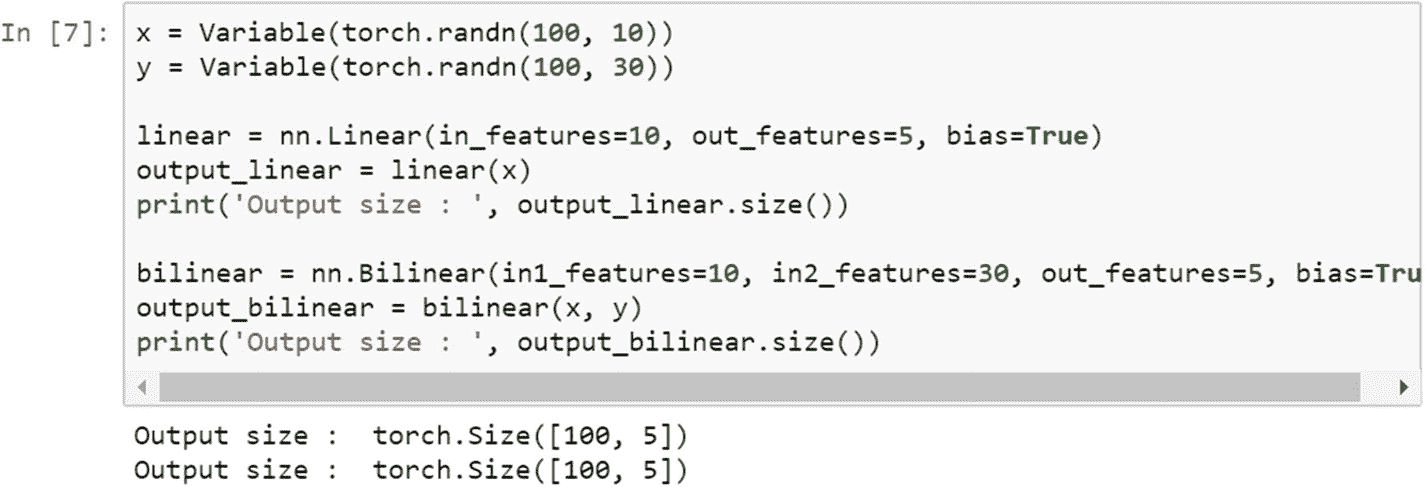 In [7]:
x = Variable(torch.randn(100, 10))
y = Variable(torch.randn(100, 30))
linear = nn.Linear(in_features=10, out_features=5, bias=True)
output_linear = linear(x)
print('Output size : ', output_linear.size())
bilinear = nn.Bilinear(in1_features=10, in2_features=30, out_features=5, bias=Tru
output_bilinear = bilinear(x, y)
print('Output size : ', output_bilinear.size())
Output size :  torch.Size([100, 5])
Output size :  torch.Size([100, 5])